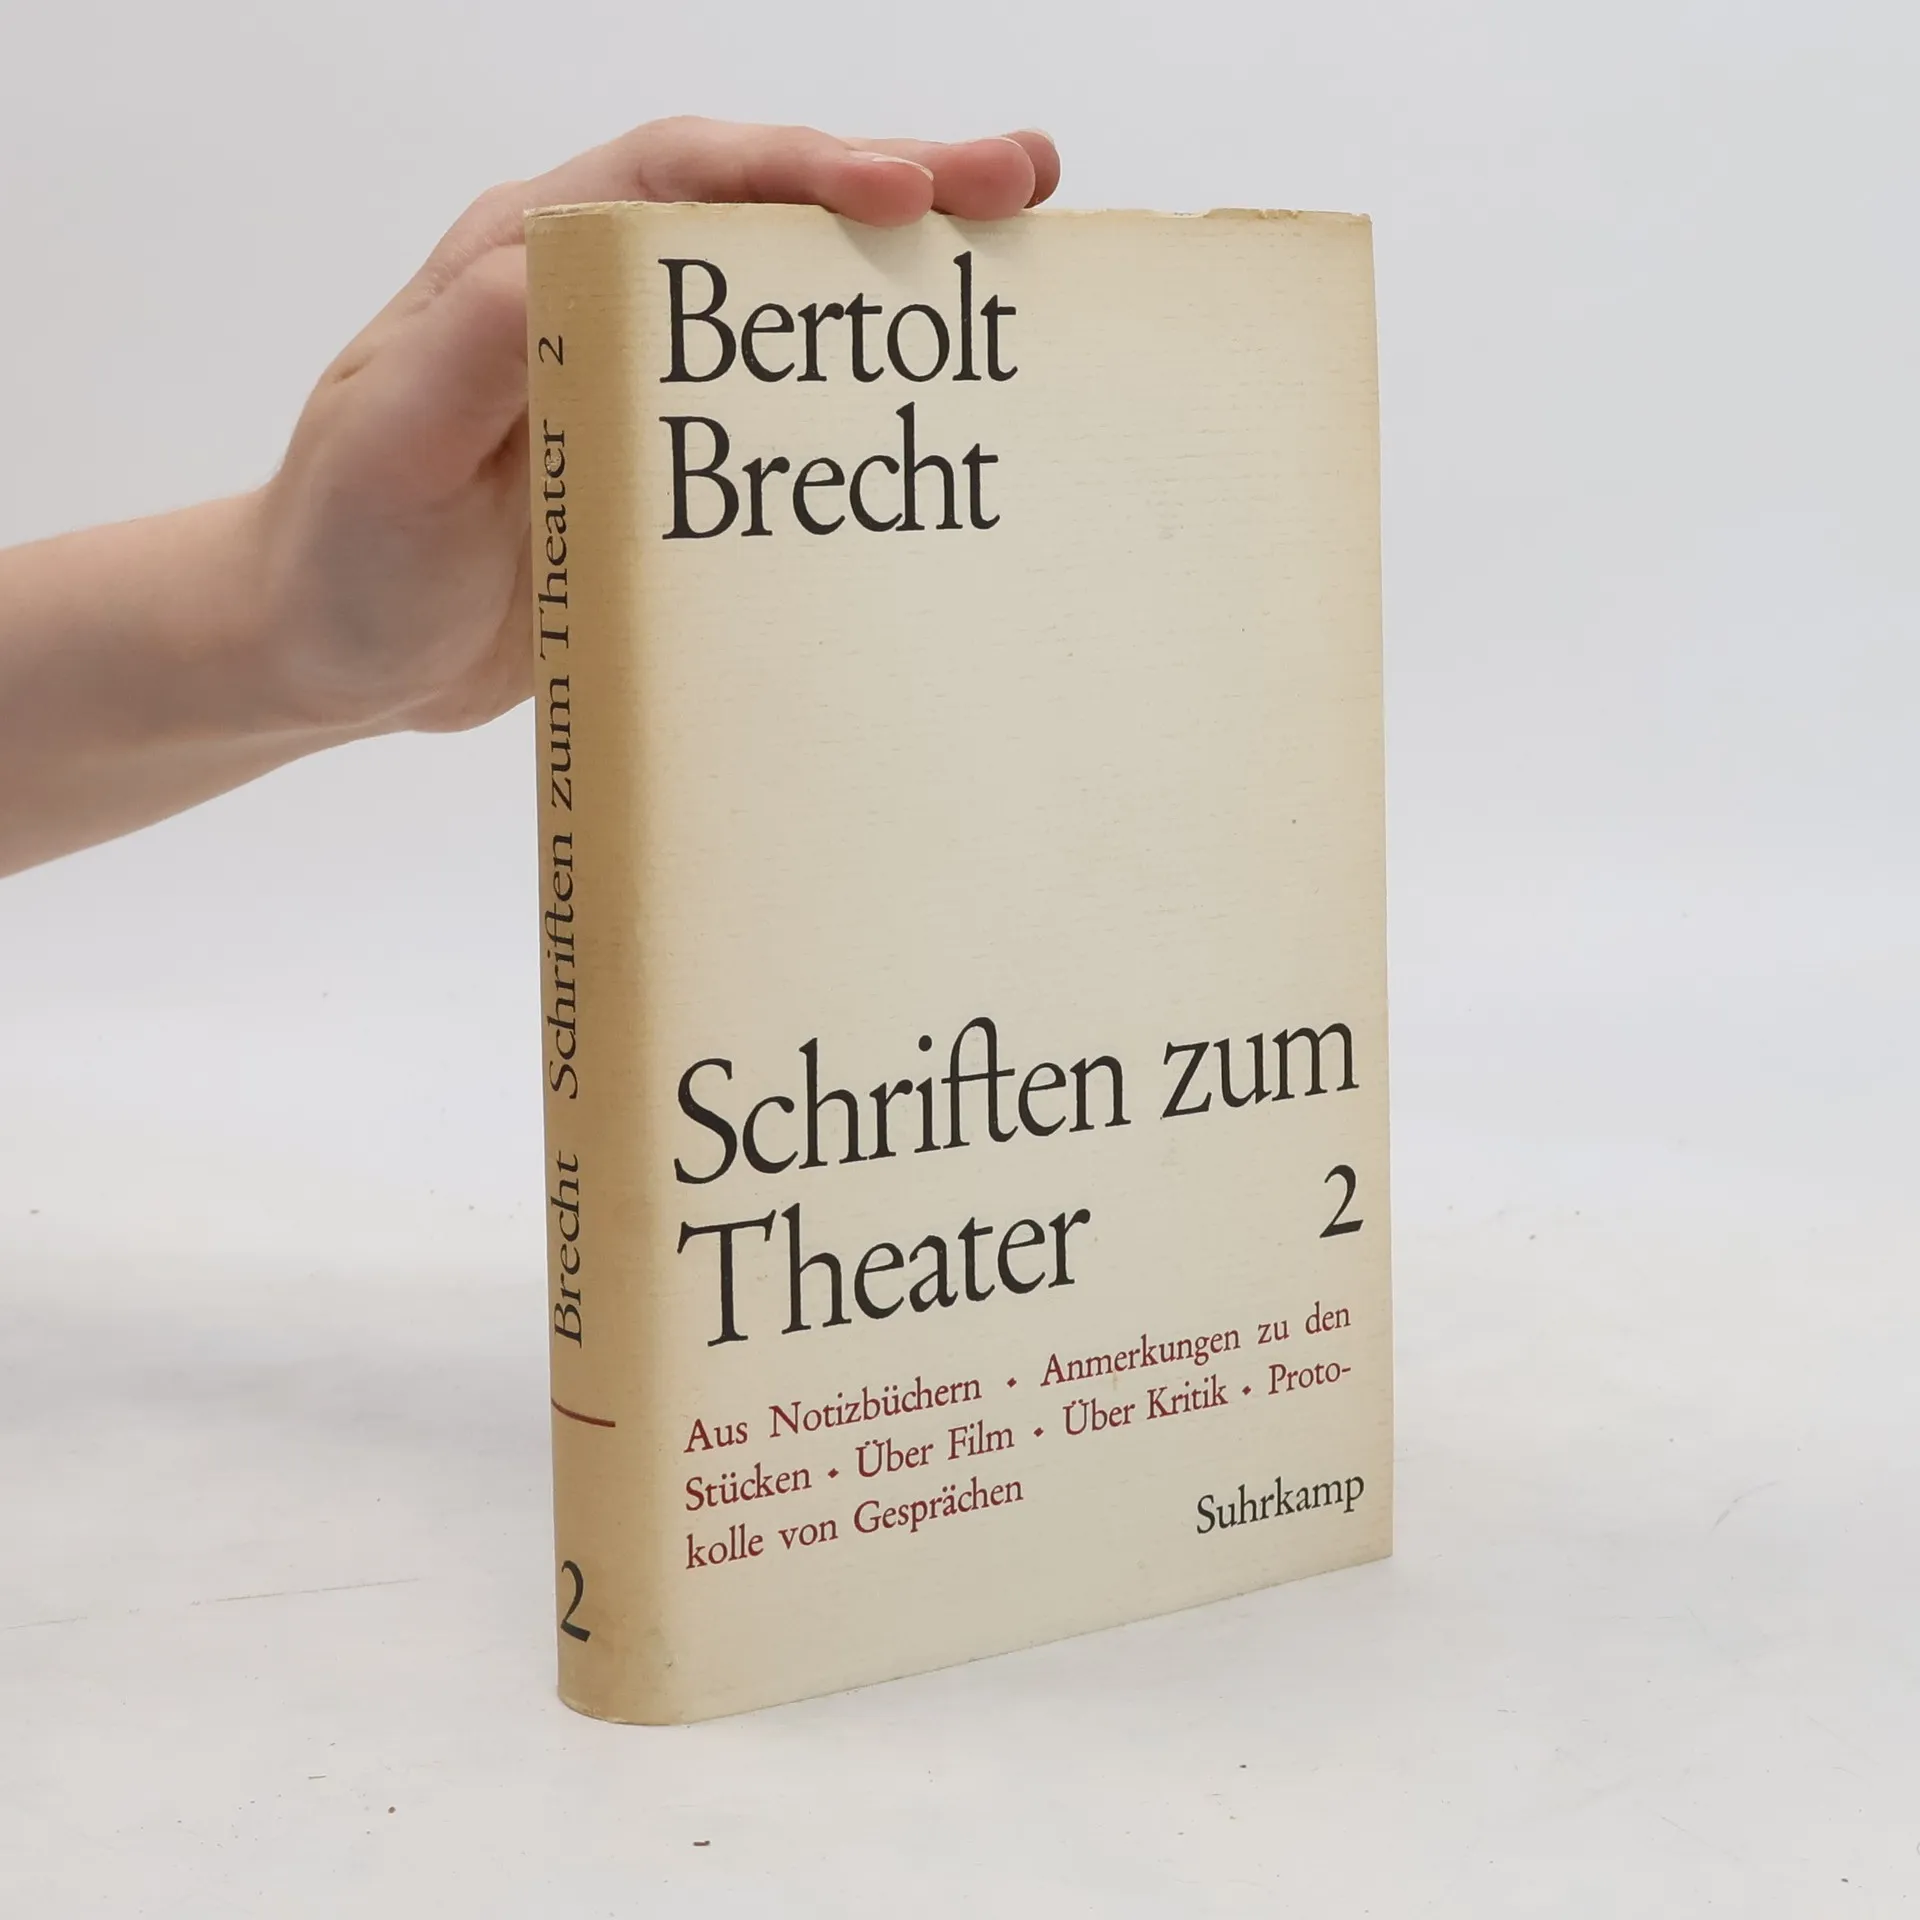 Bertolt
Brecht
Schriften zum
Theater 2
Aus Notizbüchern • Anmerkungen zu den
Stücken • Über Film • Über Kritik • Proto-
kolle von Gesprächen
Suhrkamp
Brecht Schriften zum Theater 2
2